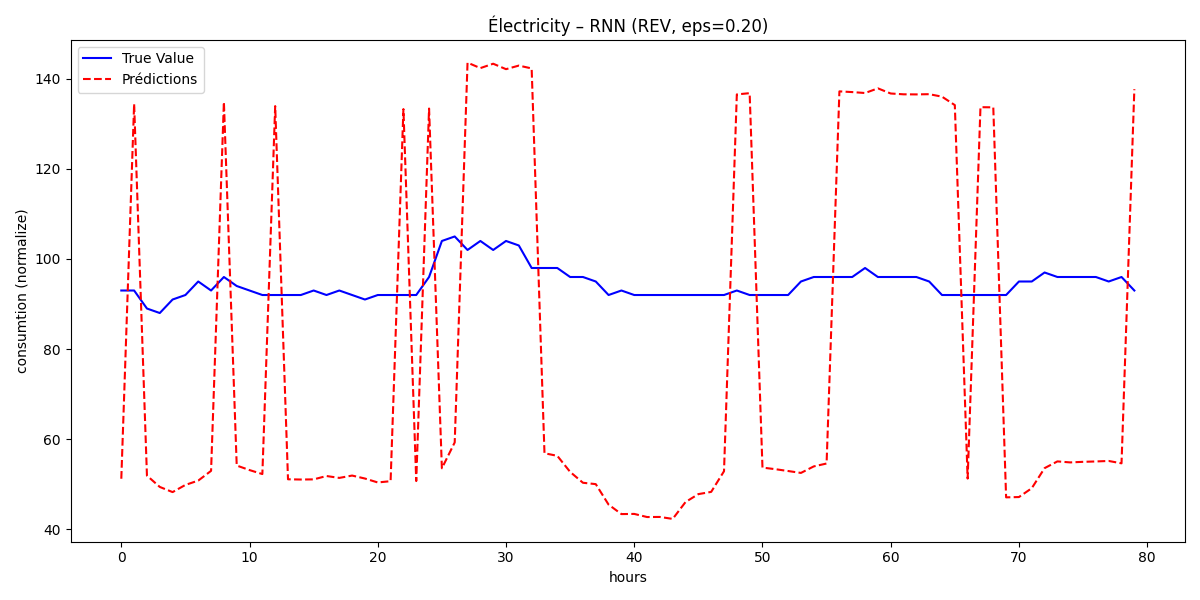 Électricity – RNN (REV, eps=0.20)
True Value
Prédictions
consumtion (normalize)
140
120
100
80
60
40
0 10 20 30 40 50 60 70 80
hours